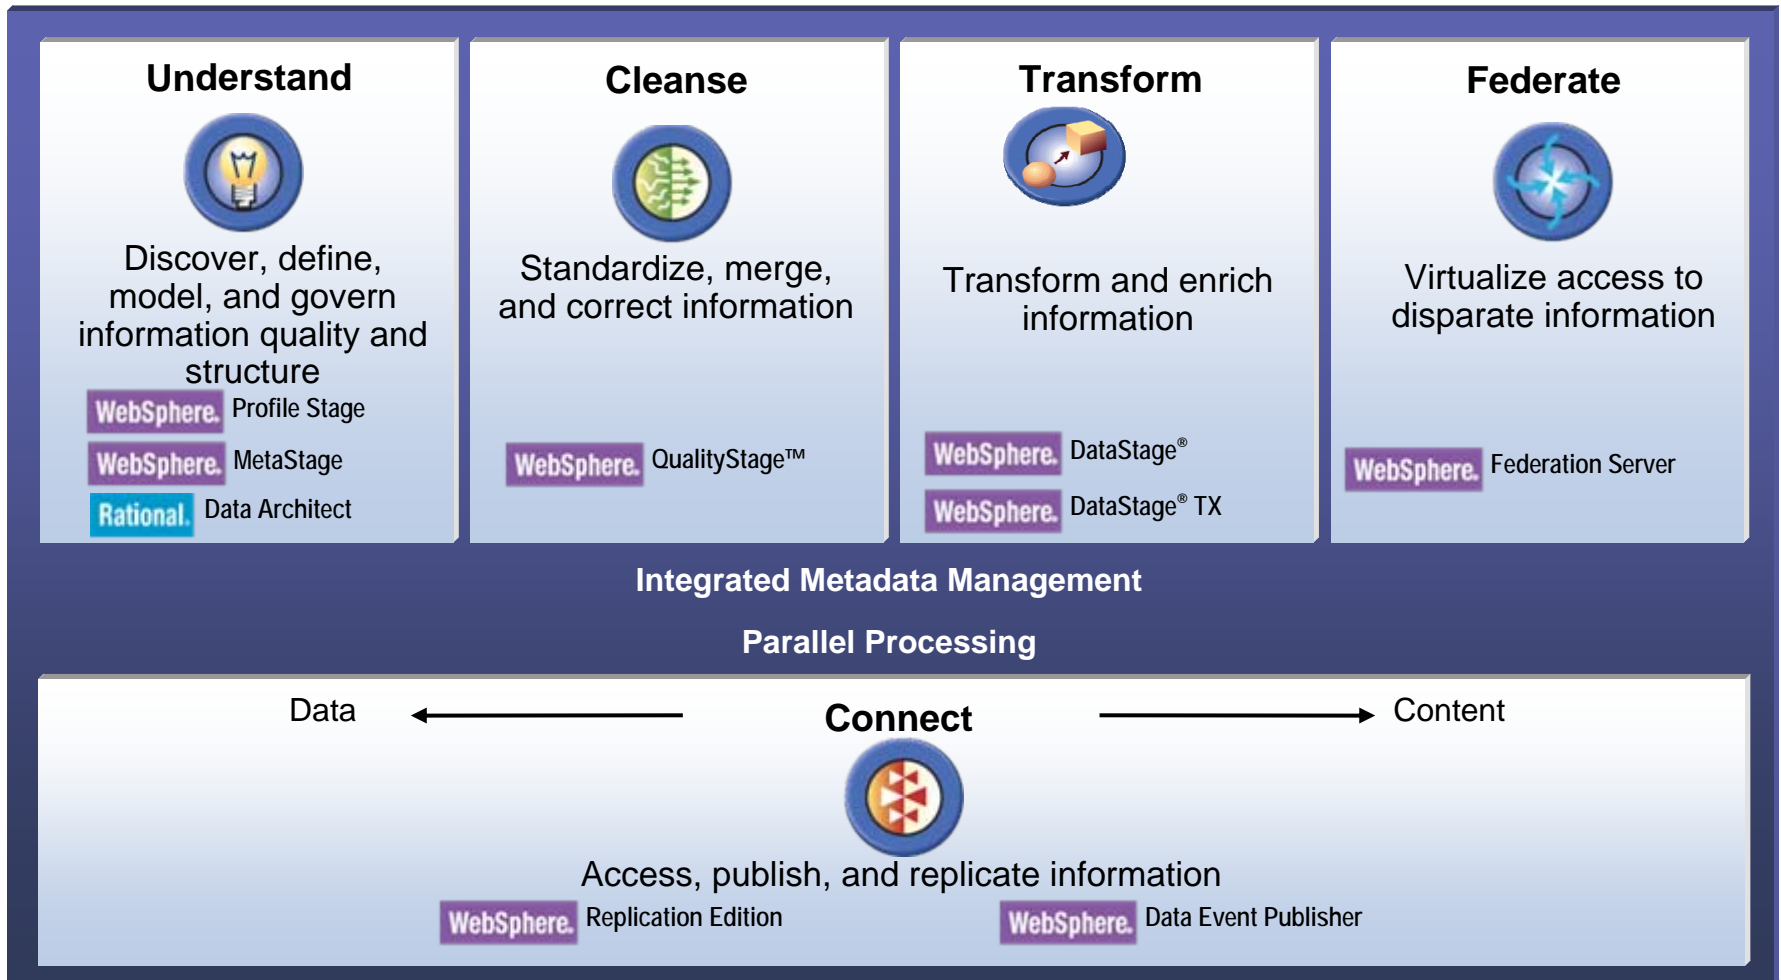 Understand
Discover, define,
model, and govern
information quality and
structure
WebSphere. Profile Stage
WebSphere. MetaStage
Rational. Data Architect
Cleanse
Standardize, merge,
and correct information
WebSphere. QualityStage™
Transform
Transform and enrich
information
WebSphere. DataStage®
WebSphere. DataStage® TX
Federate
Virtualize access to
disparate information
WebSphere. Federation Server
Integrated Metadata Management
Parallel Processing
Data Connect Content
Access, publish, and replicate information
WebSphere. Replication Edition WebSphere. Data Event Publisher